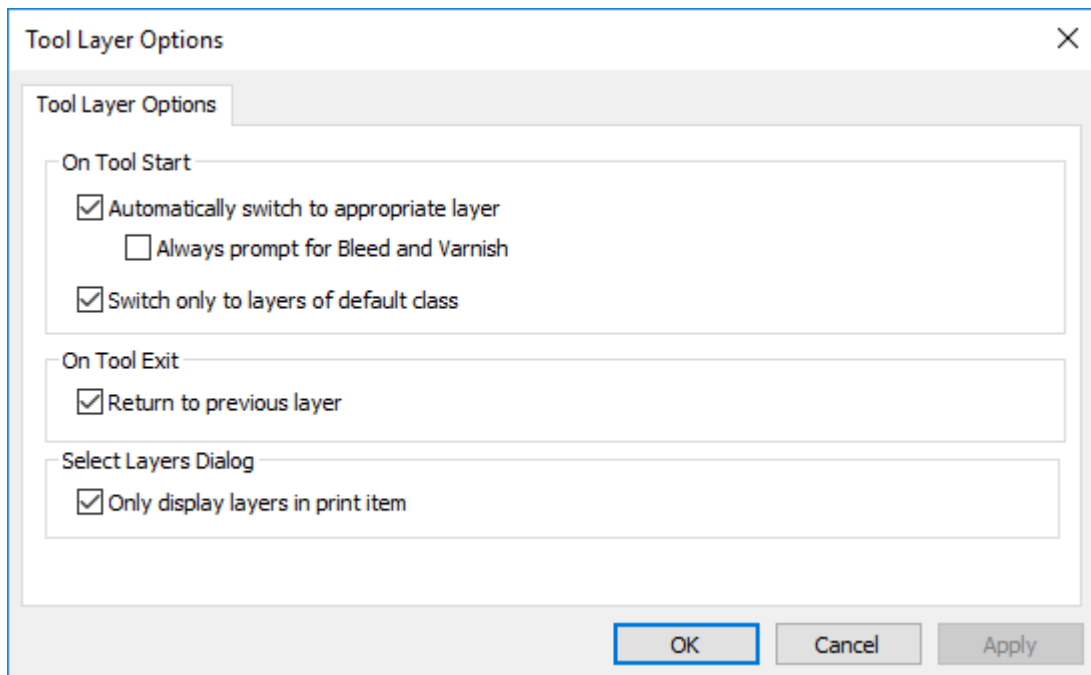 Tool Layer Options
Tool Layer Options
On Tool Start
Automatically switch to appropriate layer
Always prompt for Bleed and Varnish
Switch only to layers of default class
On Tool Exit
Return to previous layer
Select Layers Dialog
Only display layers in print item
OK Cancel Apply